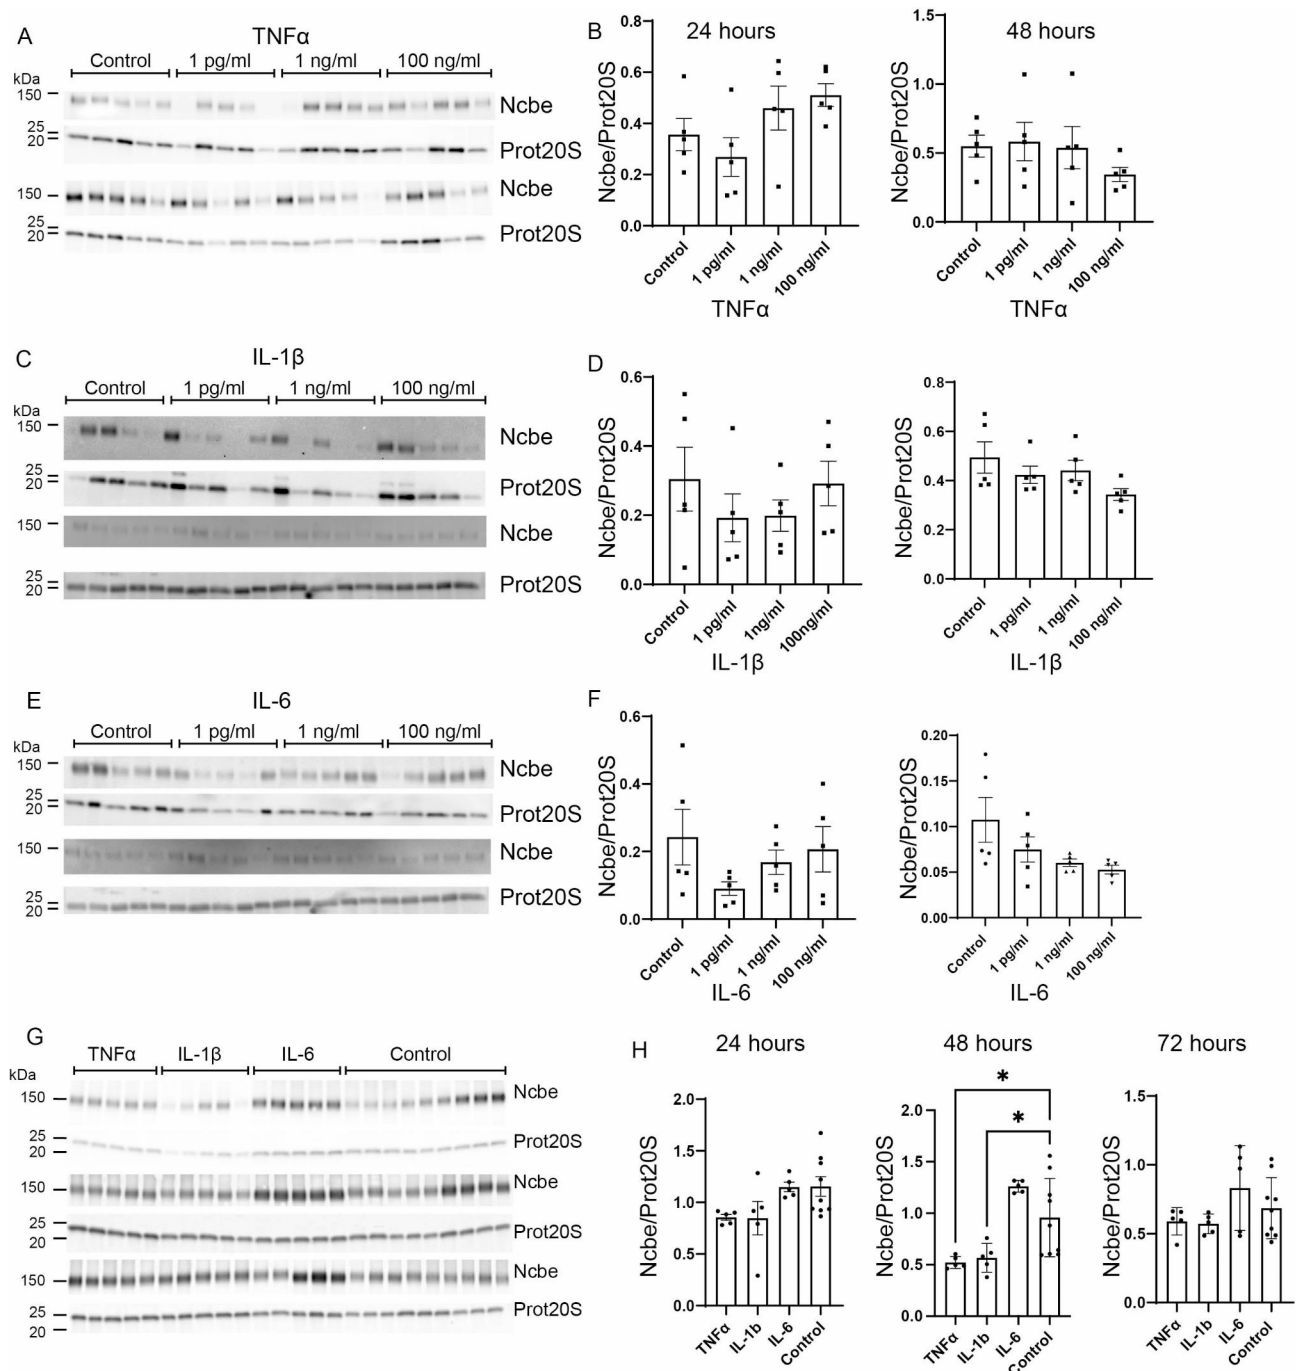 A
TNFα
Control 1 pg/ml 1 ng/ml 100 ng/ml
kDa
150
Ncbe
25
20
Prot20S
150
Ncbe
25
20
Prot20S
B
24 hours
Ncbe/Prot20S
0.8
0.6
0.4
0.2
0.0
Control 1 pg/ml 1 ng/ml 100 ng/ml
TNFα
48 hours
Ncbe/Prot20S
1.5
1.0
0.5
0.0
Control 1 pg/ml 1 ng/ml 100 ng/ml
TNFα
C
IL-1β
Control 1 pg/ml 1 ng/ml 100 ng/ml
kDa
150
Ncbe
25
20
Prot20S
150
Ncbe
25
20
Prot20S
D
Ncbe/Prot20S
0.6
0.4
0.2
0.0
Control 1 pg/ml 1ng/ml 100ng/ml
IL-1β
Ncbe/Prot20S
0.8
0.6
0.4
0.2
0.0
Control 1 pg/ml 1 ng/ml 100 ng/ml
IL-1β
E
IL-6
Control 1 pg/ml 1 ng/ml 100 ng/ml
kDa
150
Ncbe
25
20
Prot20S
150
Ncbe
25
20
Prot20S
F
Ncbe/Prot20S
0.6
0.4
0.2
0.0
Control 1 pg/ml 1 ng/ml 100 ng/ml
IL-6
Ncbe/Prot20S
0.20
0.15
0.10
0.05
0.00
Control 1 pg/ml 1 ng/ml 100 ng/ml
IL-6
G
TNFα IL-1β IL-6 Control
kDa
150
Ncbe
25
20
Prot20S
150
Ncbe
25
20
Prot20S
150
Ncbe
25
20
Prot20S
H
24 hours
Ncbe/Prot20S
2.0
1.5
1.0
0.5
0.0
TNFα IL-1b IL-6 Control
48 hours
*
*
Ncbe/Prot20S
2.0
1.5
1.0
0.5
0.0
TNFα IL-1b IL-6 Control
72 hours
Ncbe/Prot20S
1.5
1.0
0.5
0.0
TNFα IL-1b IL-6 Control